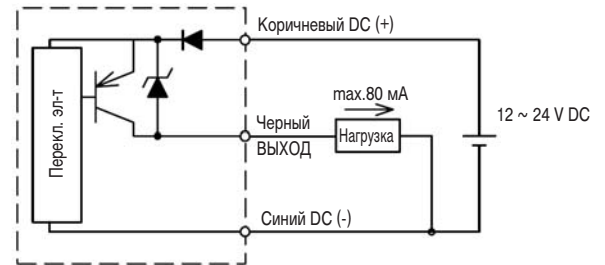 Коричневый DC (+)
Перекл. эл-т
max.80 мА
Черный
ВЫХОД
Нагрузка
12 ~ 24 V DC
Синий DC (-)